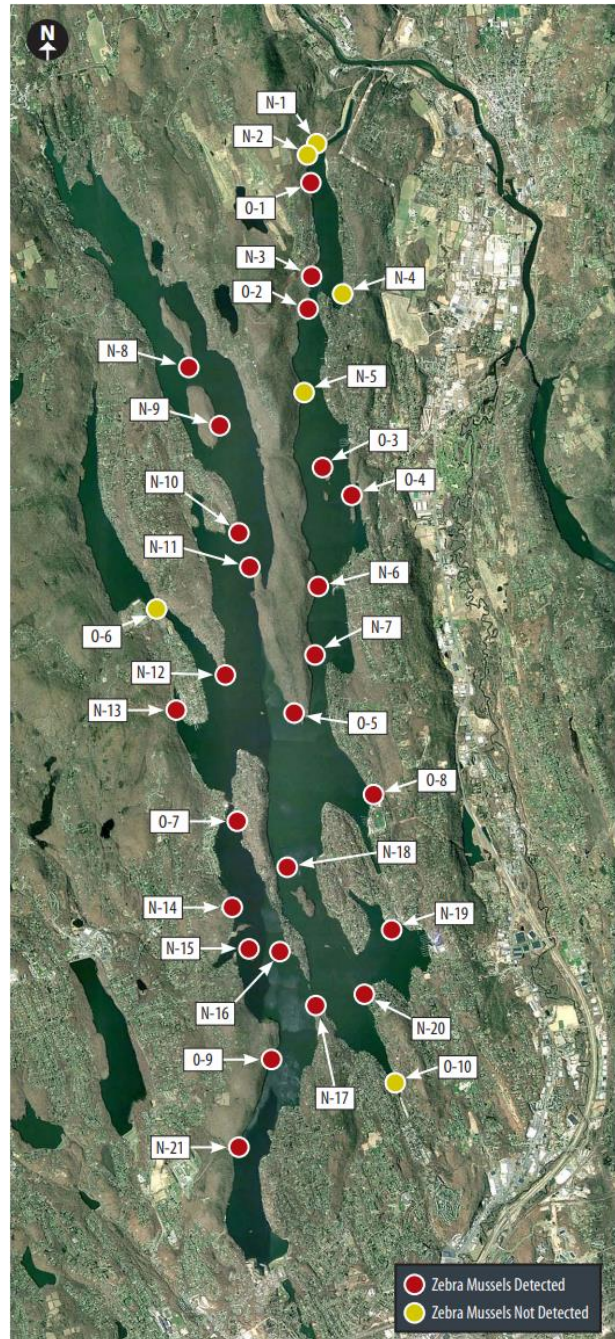 N
N-1
N-2
O-1
N-3
N-4
O-2
N-8
N-5
N-9
O-3
O-4
N-10
N-11
N-6
O-6
N-7
N-12
N-13
O-5
O-8
O-7
N-18
N-14
N-19
N-15
N-16
N-20
O-9
O-10
N-17
N-21
Zebra Mussels Detected
Zebra Mussels Not Detected